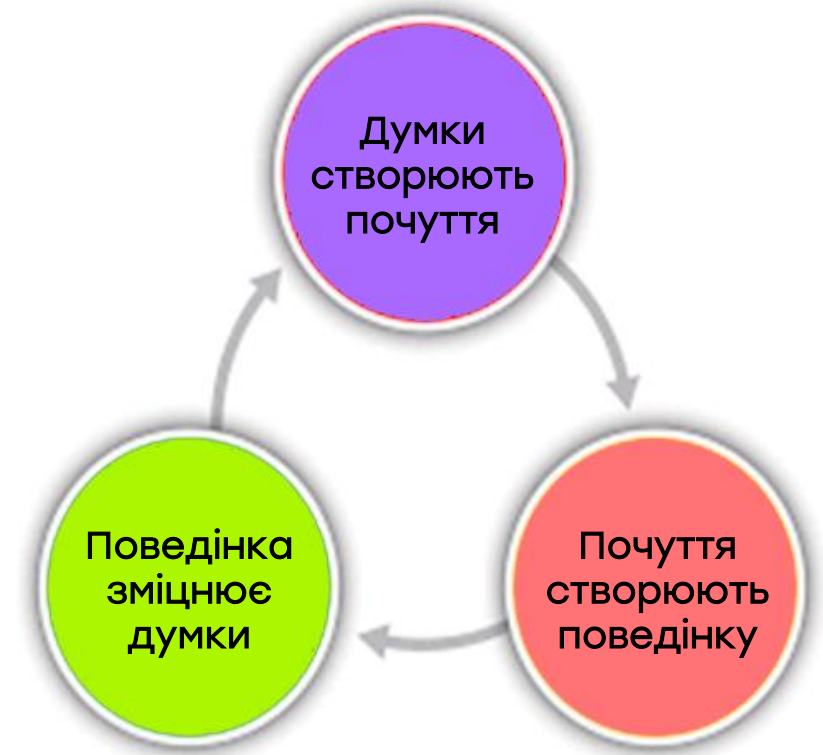 Думки
створюють
почуття
Почуття
створюють
поведінку
Поведінка
зміцнює
думки